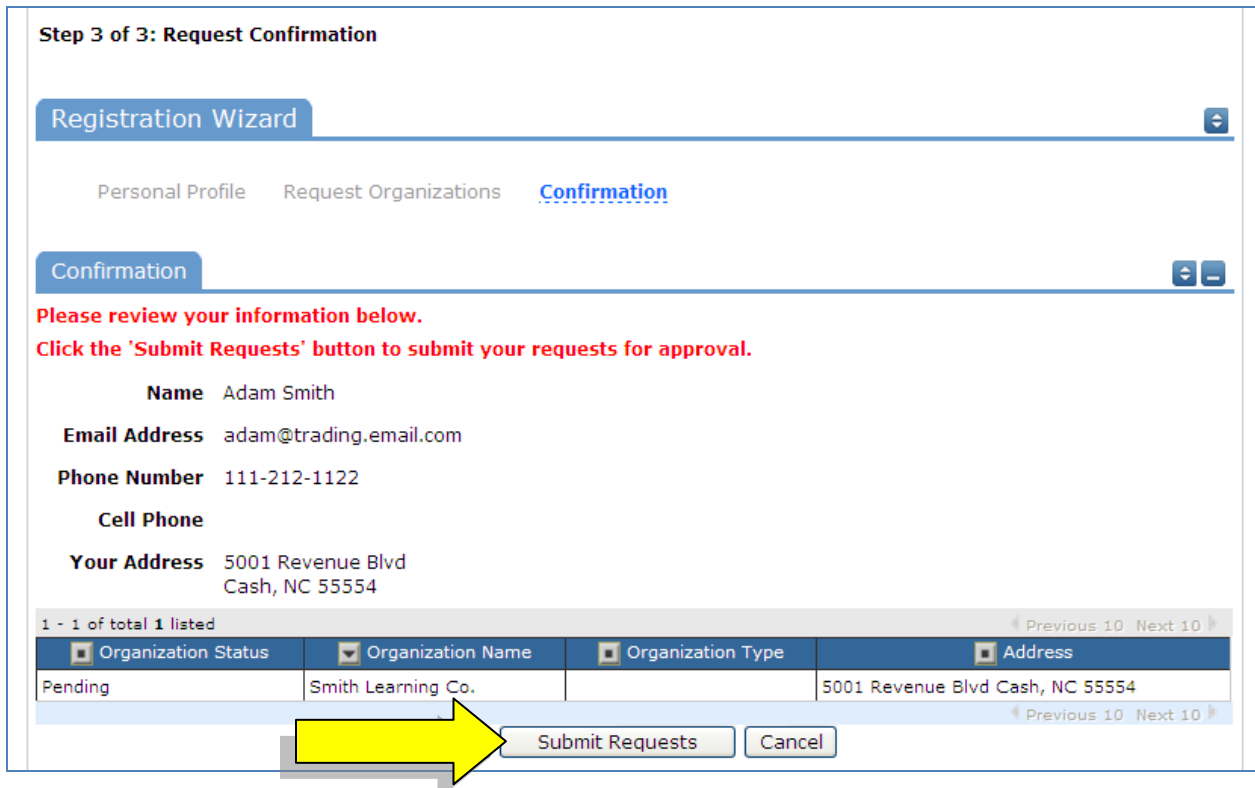 Step 3 of 3: Request Confirmation
Registration Wizard
Personal Profile Request Organizations Confirmation
Confirmation
Please review your information below.
Click the 'Submit Requests' button to submit your requests for approval.
Name Adam Smith
Email Address adam@trading.email.com
Phone Number 111-212-1122
Cell Phone
Your Address 5001 Revenue Blvd
Cash, NC 55554
1 - 1 of total 1 listed Previous 10 Next 10
Organization Status Organization Name Organization Type Address
Pending Smith Learning Co. 5001 Revenue Blvd Cash, NC 55554
Previous 10 Next 10
Submit Requests Cancel